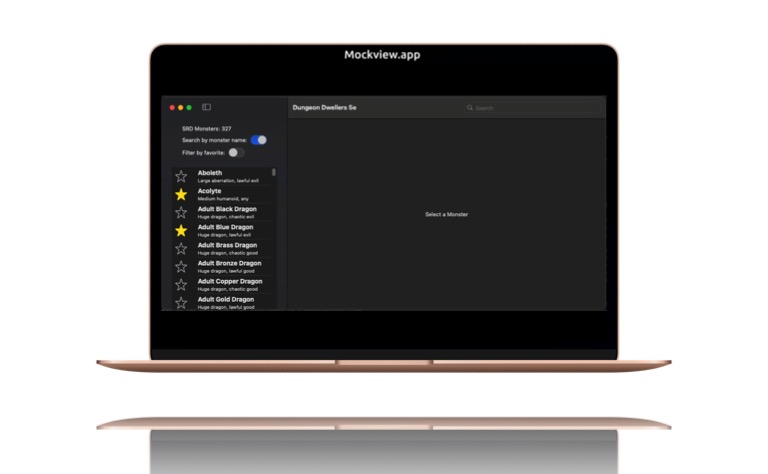 Mockview.app
Dungeon Dwellers 5e
Search
SRD Monsters: 327
Search by monster name:
Filter by favorite:
Aboleth
Large aberration, lawful evil
Acolyte
Medium humanoid, any
Adult Black Dragon
Huge dragon, chaotic evil
Adult Blue Dragon
Huge dragon, lawful evil
Adult Brass Dragon
Huge dragon, chaotic good
Adult Bronze Dragon
Huge dragon, lawful good
Adult Copper Dragon
Huge dragon, chaotic good
Adult Gold Dragon
Huge dragon, lawful good
Select a Monster